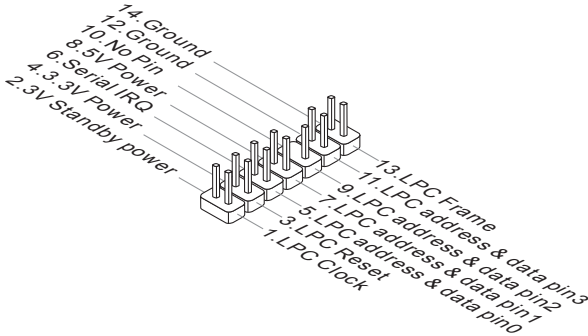 14.Ground
12.Ground
10.No Pin
8.5V Power
6.Serial IRQ
4.3.3V Power
2.3V Standby power
13.LPC Frame
11.LPC address & data pin3
9.LPC address & data pin2
7.LPC address & data pin1
5.LPC address & data pin0
3.LPC Reset
1.LPC Clock